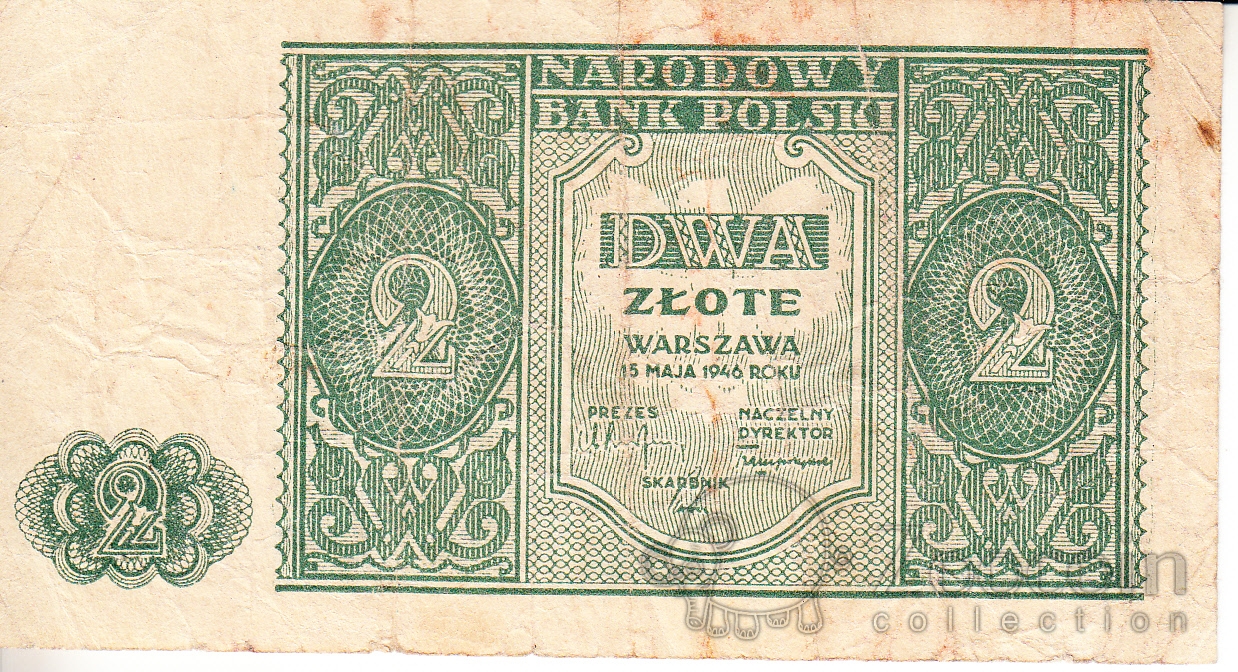 NARODOWY
BANK POLSKI
DWA
ZŁOTE
WARSZAWA
15 MAJA 1946 ROKU
PREZES
NACZELNY
DYREKTOR
SKARBNIK
2
2
2
collection